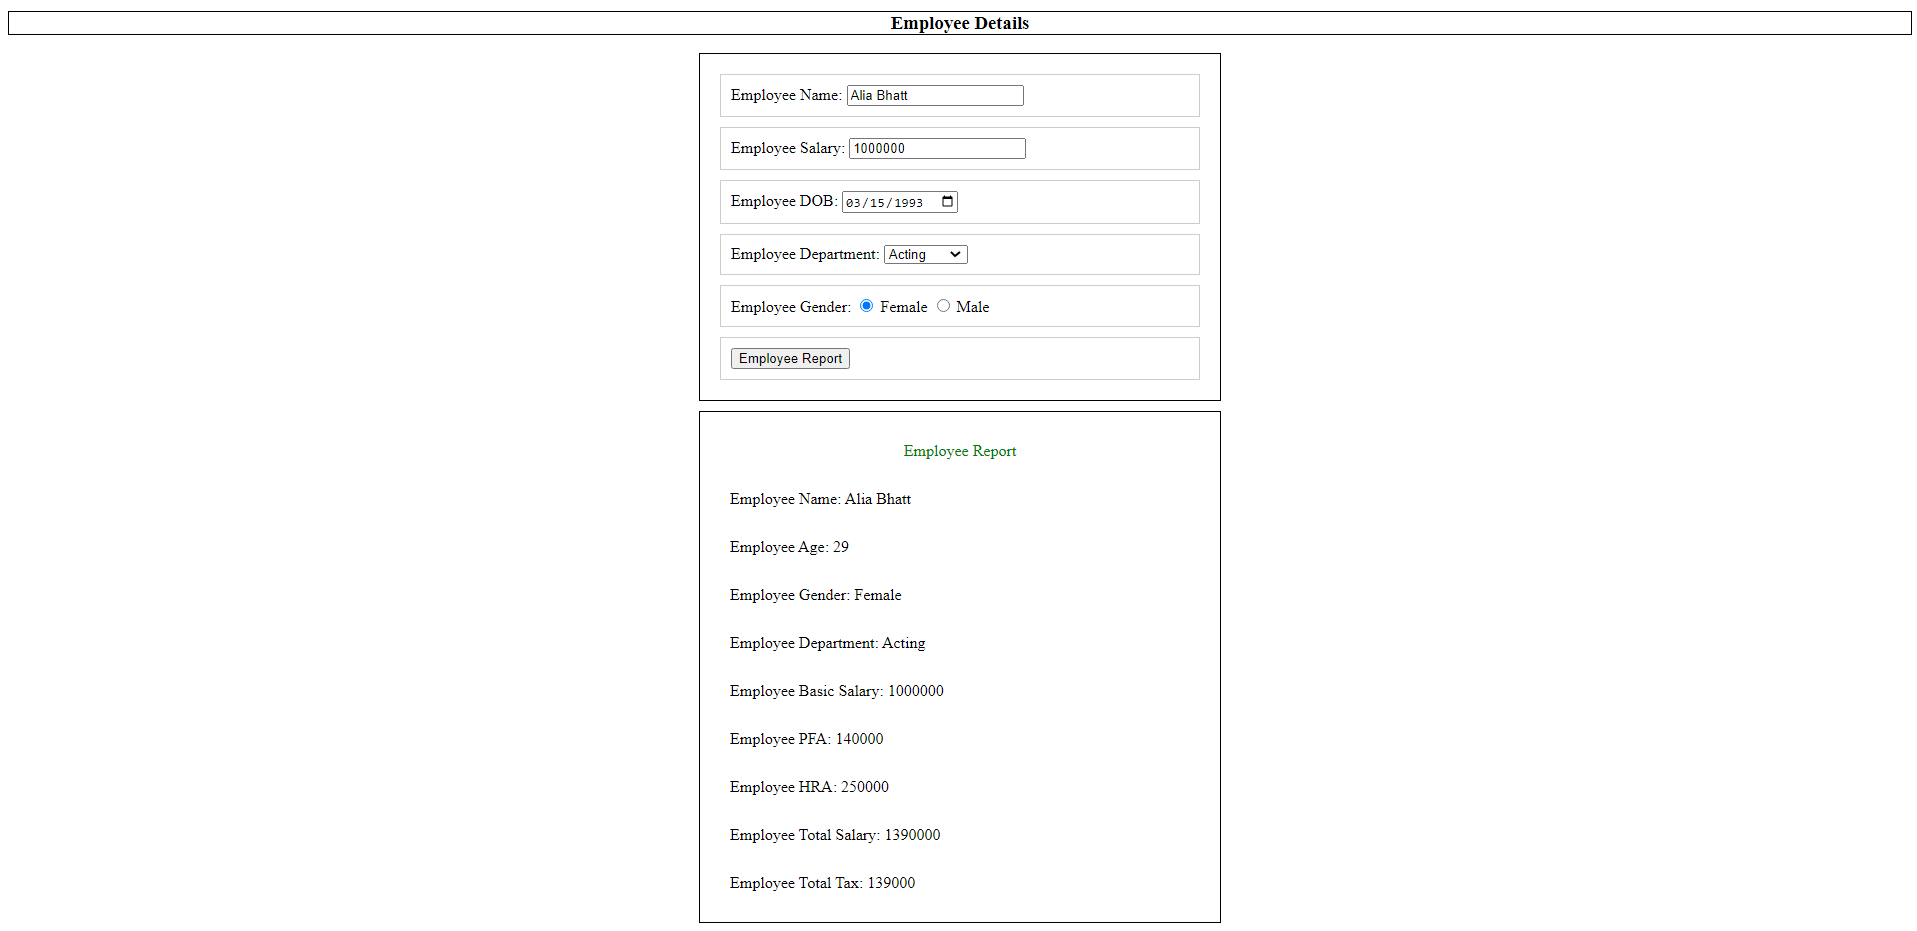 Employee Details
Employee Name: Alia Bhatt
Employee Salary: 1000000
Employee DOB: 03/15/1993
Employee Department: Acting
Employee Gender: Female Male
Employee Report
Employee Report
Employee Name: Alia Bhatt
Employee Age: 29
Employee Gender: Female
Employee Department: Acting
Employee Basic Salary: 1000000
Employee PFA: 140000
Employee HRA: 250000
Employee Total Salary: 1390000
Employee Total Tax: 139000